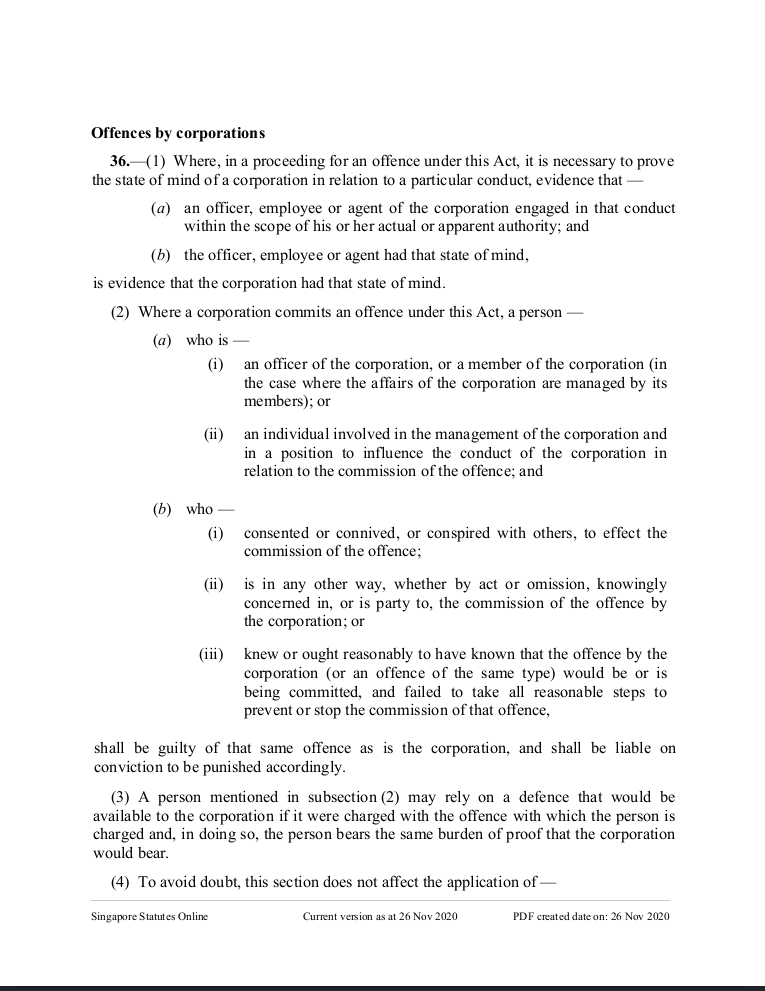 Offences by corporations
36.—(1) Where, in a proceeding for an offence under this Act, it is necessary to prove
the state of mind of a corporation in relation to a particular conduct, evidence that —
(a) an officer, employee or agent of the corporation engaged in that conduct
within the scope of his or her actual or apparent authority; and
(b) the officer, employee or agent had that state of mind,
is evidence that the corporation had that state of mind.
(2) Where a corporation commits an offence under this Act, a person —
(a) who is —
(i) an officer of the corporation, or a member of the corporation (in
the case where the affairs of the corporation are managed by its
members); or
(ii) an individual involved in the management of the corporation and
in a position to influence the conduct of the corporation in
relation to the commission of the offence; and
(b) who —
(i) consented or connived, or conspired with others, to effect the
commission of the offence;
(ii) is in any other way, whether by act or omission, knowingly
concerned in, or is party to, the commission of the offence by
the corporation; or
(iii) knew or ought reasonably to have known that the offence by the
corporation (or an offence of the same type) would be or is
being committed, and failed to take all reasonable steps to
prevent or stop the commission of that offence,
shall be guilty of that same offence as is the corporation, and shall be liable on
conviction to be punished accordingly.
(3) A person mentioned in subsection (2) may rely on a defence that would be
available to the corporation if it were charged with the offence with which the person is
charged and, in doing so, the person bears the same burden of proof that the corporation
would bear.
(4) To avoid doubt, this section does not affect the application of —
Singapore Statutes Online Current version as at 26 Nov 2020 PDF created date on: 26 Nov 2020